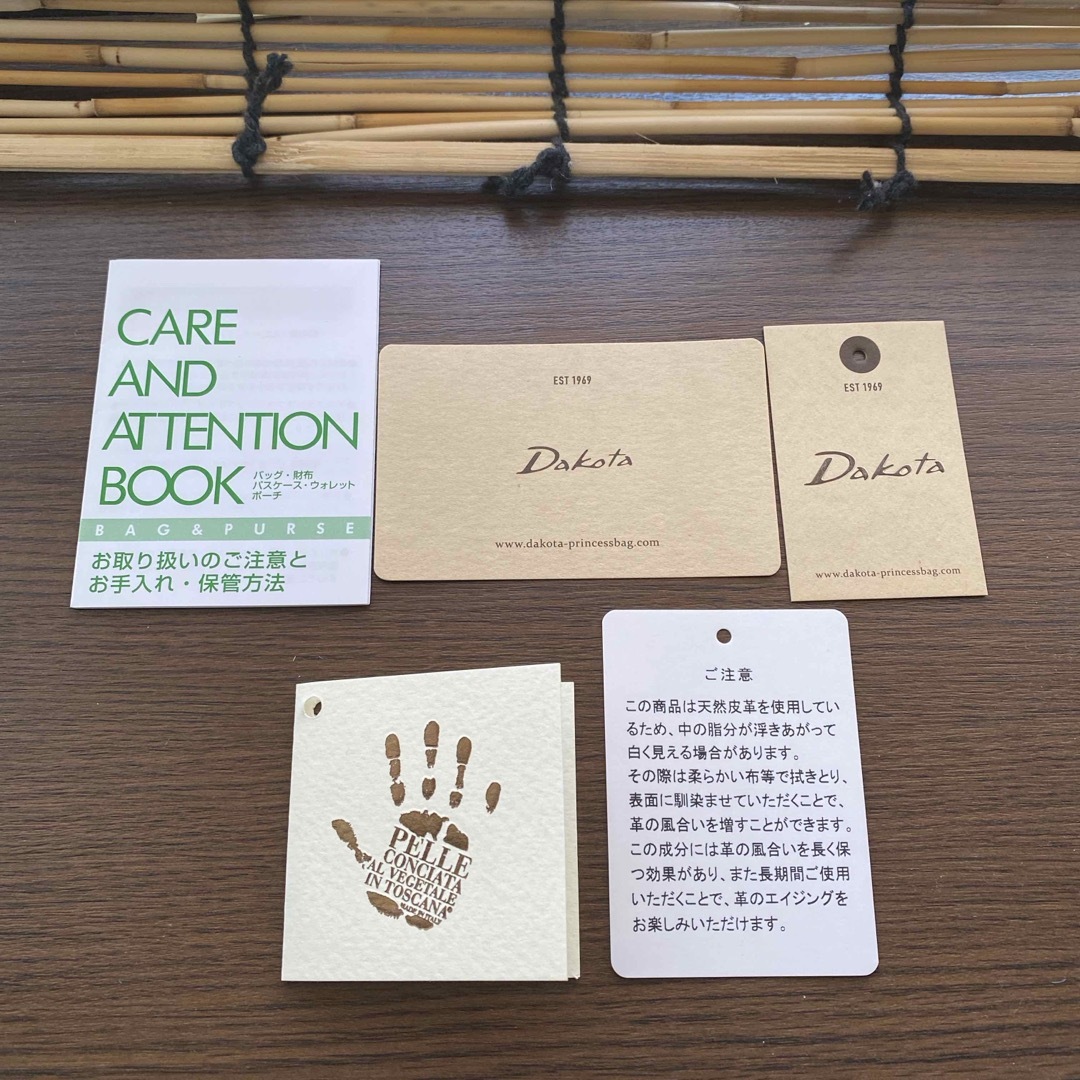 CARE
AND
ATTENTION
BOOK
バッグ・財布
パスケース・ウォレット
ポーチ
BAG&PURSE
お取り扱いのご注意と
お手入れ・保管方法
EST 1969
Dakota
www.dakota-princessbag.com
EST 1969
Dakota
www.dakota-princessbag.com
PELLE
CONCIATA
AL VEGETALE
IN TOSCANA®
MADE IN ITALY
ご注意
この商品は天然皮革を使用してい
るため、中の脂分が浮きあがって
白く見える場合があります。
その際は柔らかい布等で拭きとり、
表面に馴染ませていただくことで、
革の風合いを増すことができます。
この成分には革の風合いを長く保
つ効果があり、また長期間ご使用
いただくことで、革のエイジングを
お楽しみいただけます。